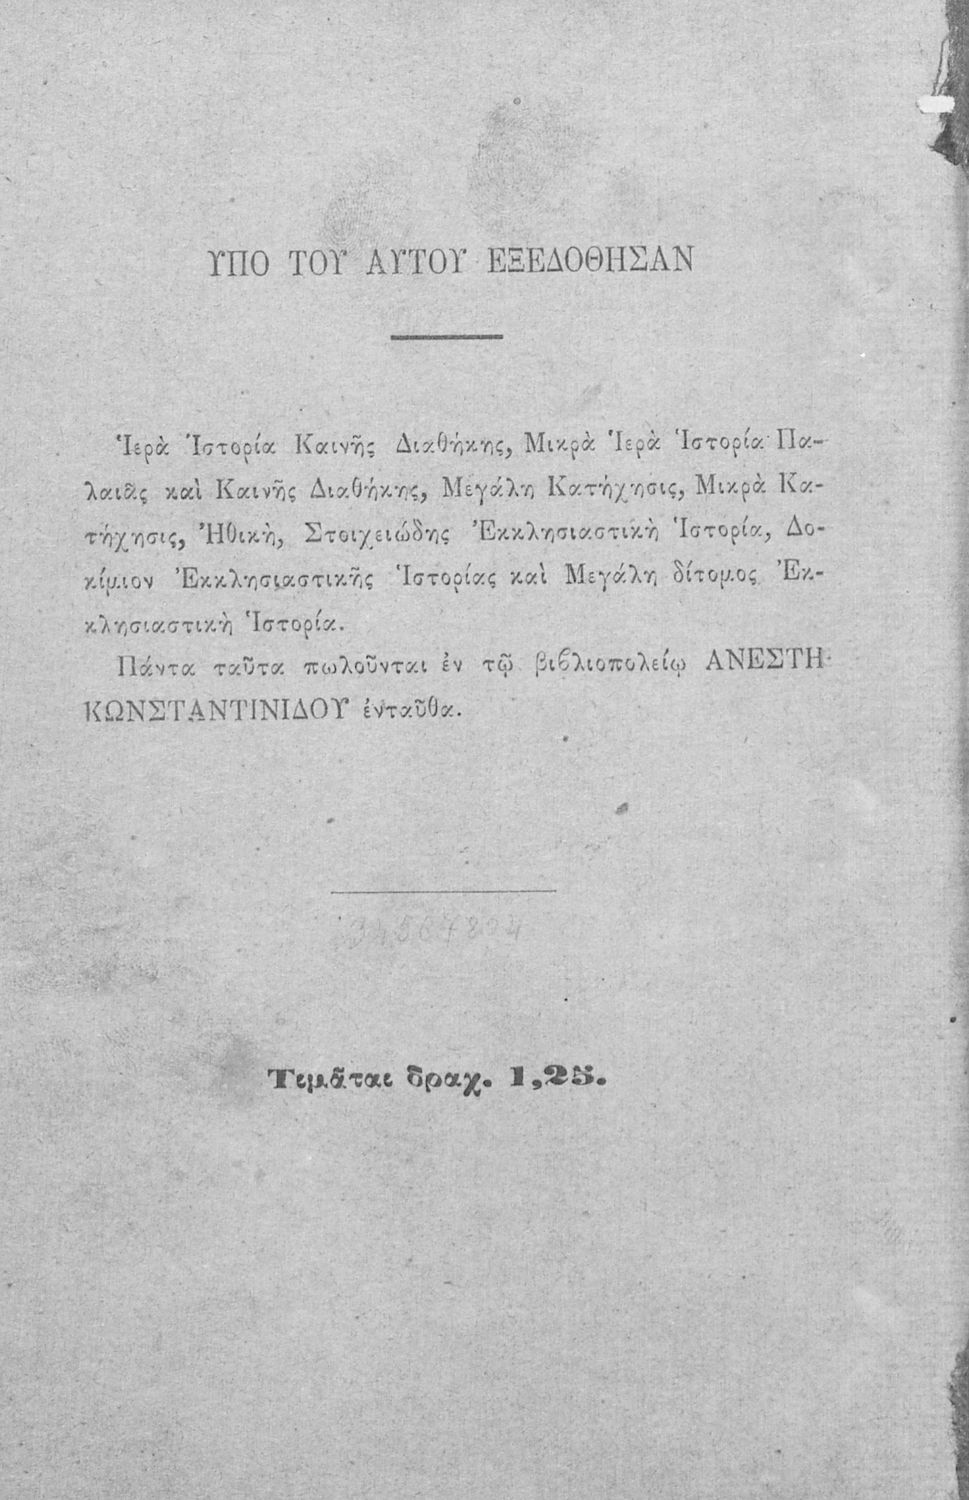 ΥΠΟ ΤΟΥ ΑΥΤΟΥ ΕΞΕΔΟΘΗΣΑΝ
Ἱερὰ Ἱστορία Καινῆς Διαθήκης, Μικρὰ Ἱερὰ Ἱστορία Πα-
λαιᾶς καὶ Καινῆς Διαθήκης, Μεγάλη Κατήχησις, Μικρὰ Κα-
τήχησις, Ἠθικὴ, Στοιχειώδης Ἐκκλησιαστικὴ Ἱστορία, Δο-
κίμιον Ἐκκλησιαστικῆς Ἱστορίας καὶ Μεγάλη δίτομος Ἐκ-
κλησιαστικὴ Ἱστορία.
Πάντα ταῦτα πωλοῦνται ἐν τῷ βιϐλιοπολείῳ ΑΝΕΣΤΗ
ΚΩΝΣΤΑΝΤΙΝΙΔΟΥ ἐνταῦθα.
Τιμᾶται δραχ. 1,25.